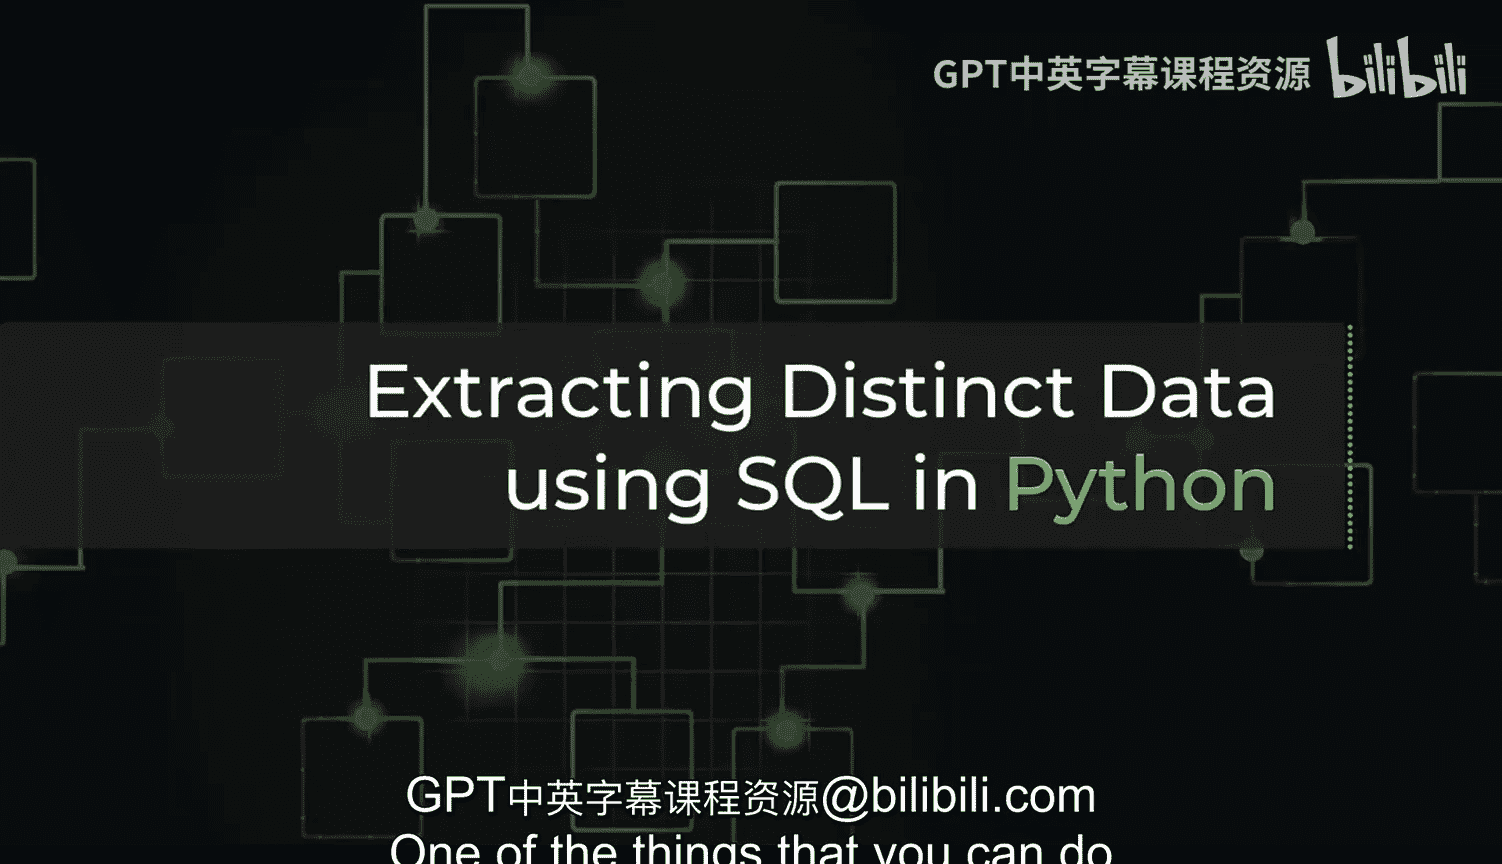 GPT中英字幕课程资源 bilibili
Extracting Distinct Data
using SQL in Python
GPT中英字幕课程资源@bilibili.com
One of the things that you can do